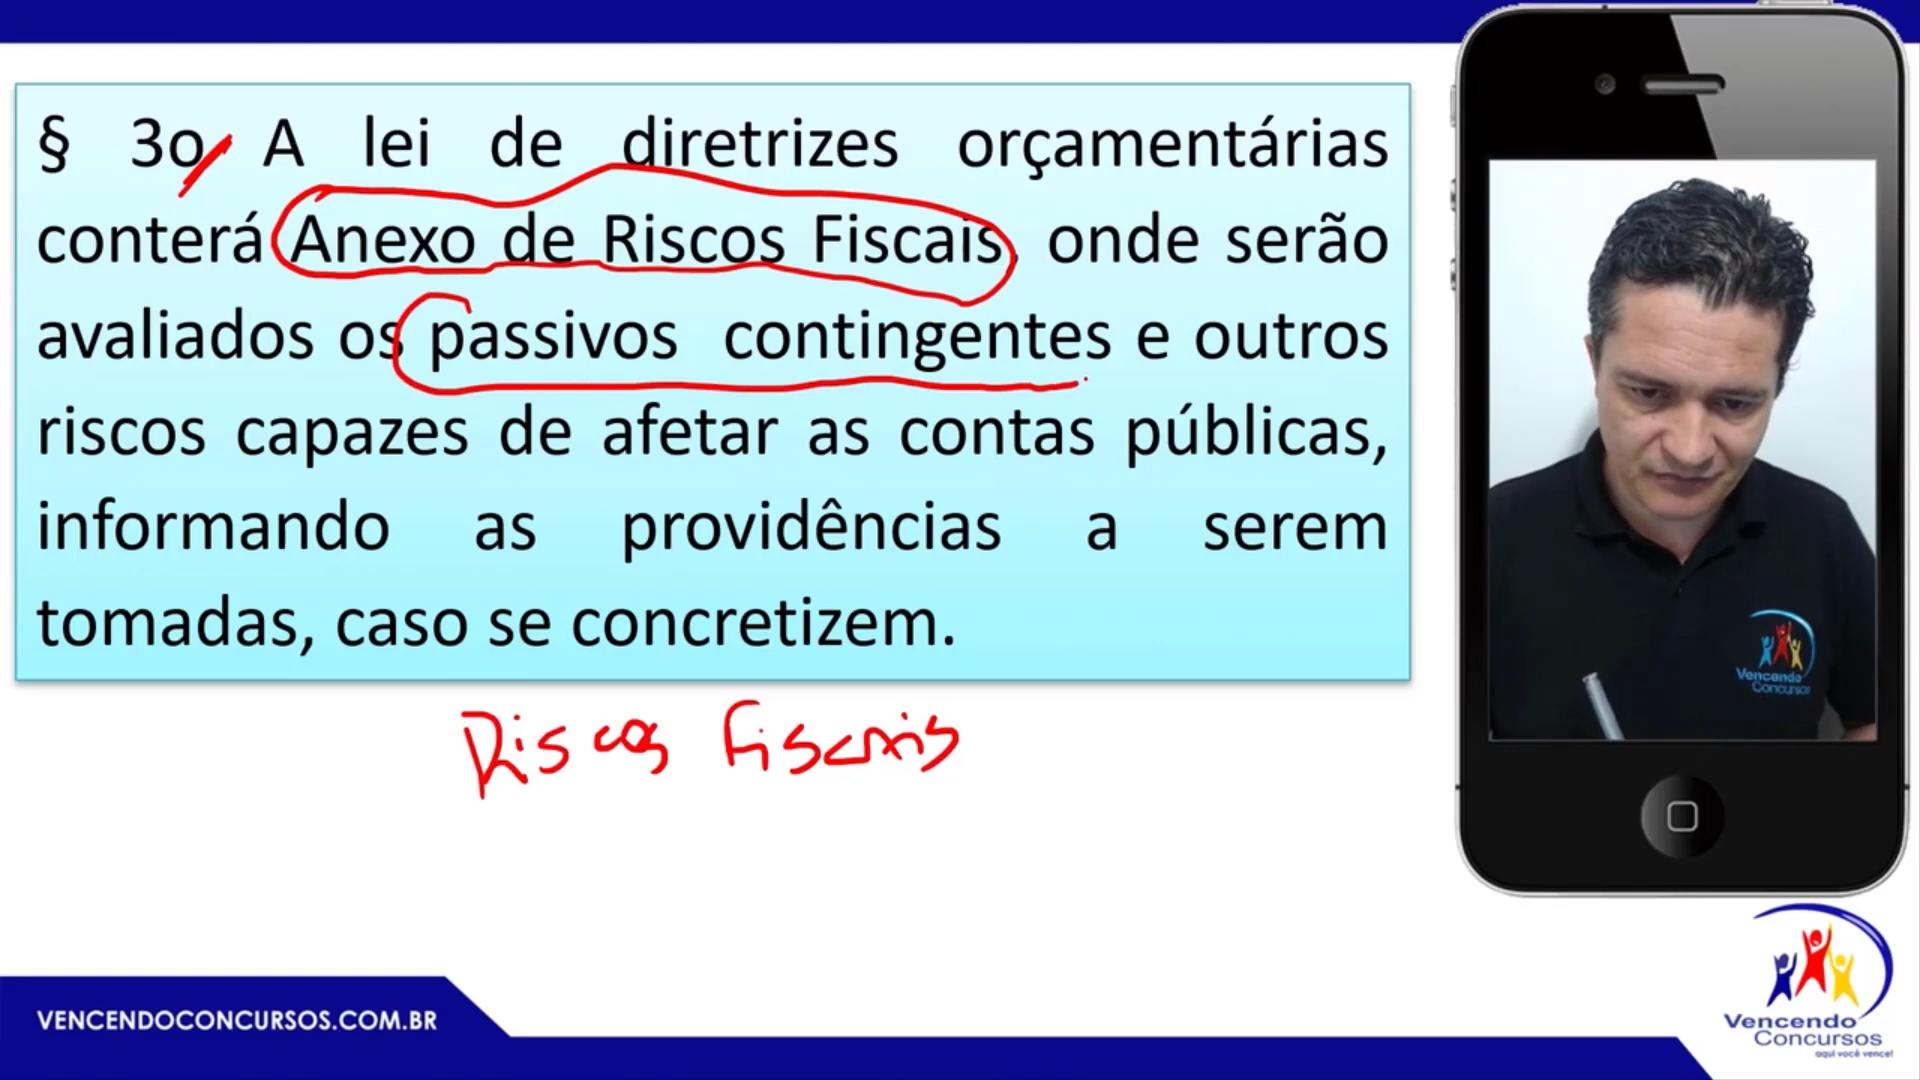 § 3o A lei de diretrizes orçamentárias
conterá Anexo de Riscos Fiscais, onde serão
avaliados os passivos contingentes e outros
riscos capazes de afetar as contas públicas,
informando as providências a serem
tomadas, caso se concretizem.
Riscos Fiscais
Vencendo
Concursos
VENCENDOCONCURSOS.COM.BR
Vencendo
Concursos
aqui você vence!